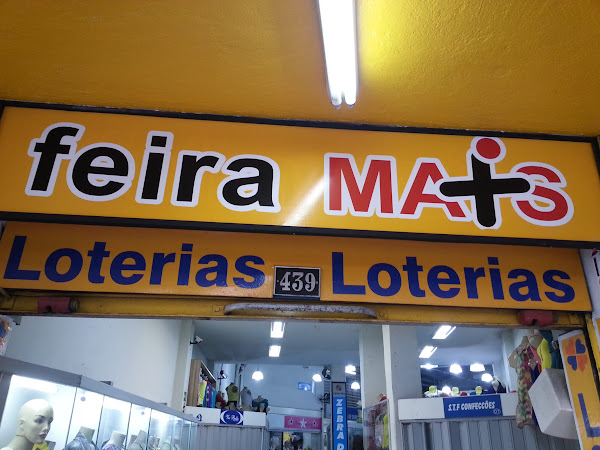 feira MAIS
Loterias 439 Loterias
ZEBRA D
S.T.F CONFECÇÕES
L